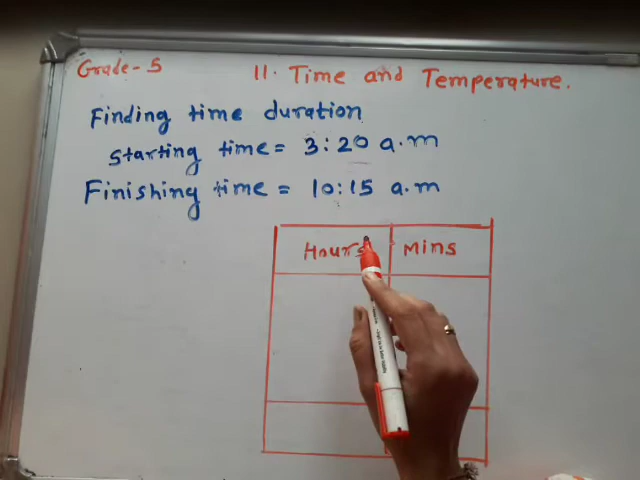 Grade-5
11. Time and Temperature.
Finding time duration
Starting time = 3:20 a.m
Finishing time = 10:15 a.m
Hours Mins